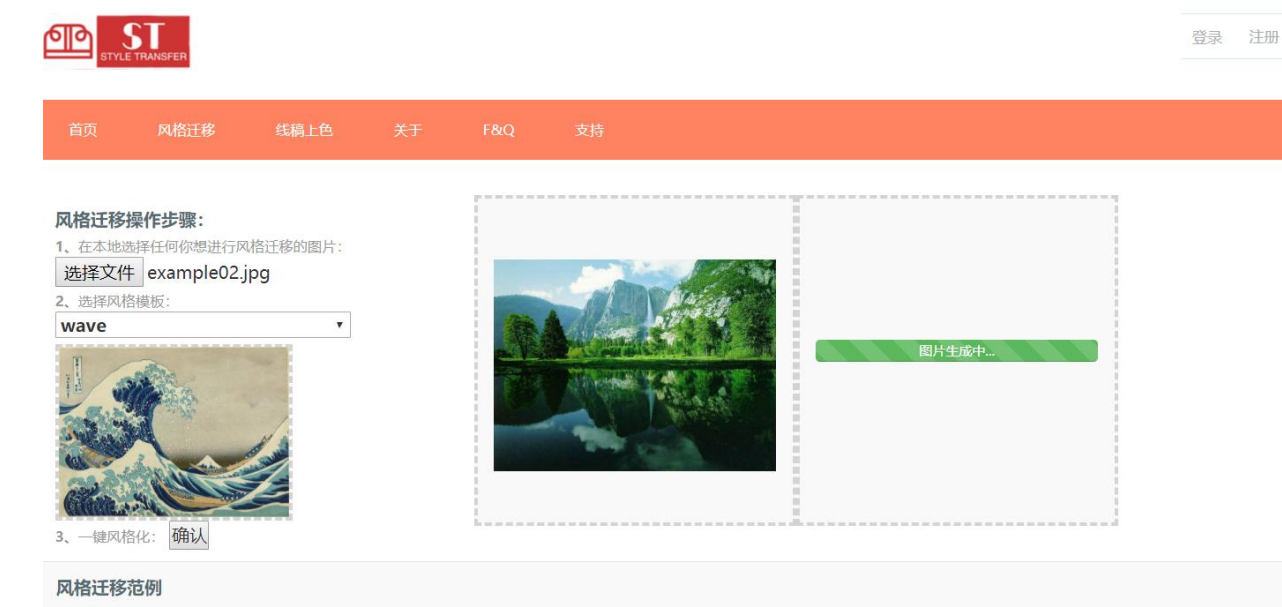 ST
STYLE TRANSFER
登录 注册
首页 风格迁移 线稿上色 关于 F&Q 支持
风格迁移操作步骤：
1、在本地选择任何你想进行风格迁移的图片：
选择文件 example02.jpg
2、选择风格模板：
wave
3、一键风格化： 确认
图片生成中...
风格迁移范例